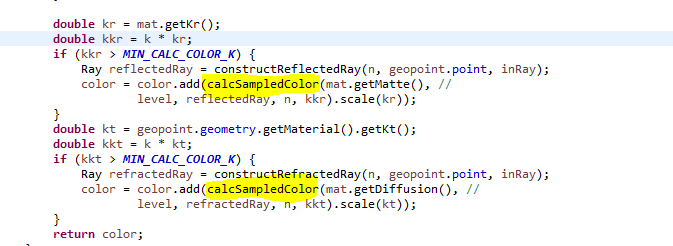 double kr = mat.getKr();
double kkr = k * kr;
if (kkr > MIN_CALC_COLOR_K) {
Ray reflectedRay = constructReflectedRay(n, geopoint.point, inRay);
color = color.add(calcSampledColor(mat.getMatte(), //
level, reflectedRay, n, kkr).scale(kr));
}
double kt = geopoint.geometry.getMaterial().getKt();
double kkt = k * kt;
if (kkt > MIN_CALC_COLOR_K) {
Ray refractedRay = constructRefractedRay(n, geopoint.point, inRay);
color = color.add(calcSampledColor(mat.getDiffusion(), //
level, refractedRay, n, kkt).scale(kt));
}
return color;